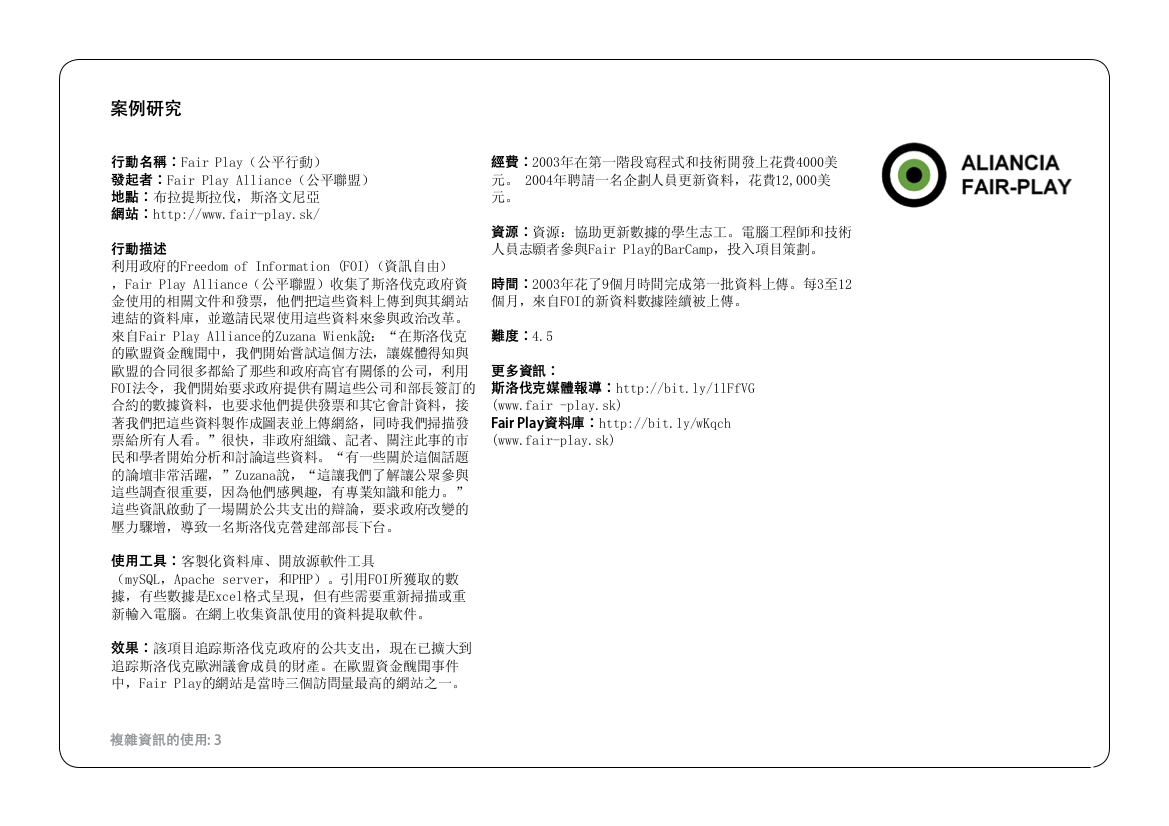 案例研究
行動名稱：Fair Play（公平行動）
發起者：Fair Play Alliance（公平聯盟）
地點：布拉提斯拉伐，斯洛文尼亞
網站：http://www.fair-play.sk/
行動描述
利用政府的Freedom of Information (FOI)（資訊自由）
，Fair Play Alliance（公平聯盟）收集了斯洛伐克政府資
金使用的相關文件和發票，他們把這些資料上傳到與其網站
連結的資料庫，並邀請民眾使用這些資料來參與政治改革。
來自Fair Play Alliance的Zuzana Wienk說：“在斯洛伐克
的歐盟資金醜聞中，我們開始嘗試這個方法，讓媒體得知與
歐盟的合同很多都給了那些和政府高官有關係的公司，利用
FOI法令，我們開始要求政府提供有關這些公司和部長簽訂的
合約的數據資料，也要求他們提供發票和其它會計資料，接
著我們把這些資料製作成圖表並上傳網絡，同時我們掃描發
票給所有人看。”很快，非政府組織、記者、關注此事的市
民和學者開始分析和討論這些資料。“有一些關於這個話題
的論壇非常活躍，”Zuzana說，“這讓我們了解讓公眾參與
這些調查很重要，因為他們感興趣，有專業知識和能力。”
這些資訊啟動了一場關於公共支出的辯論，要求政府改變的
壓力驟增，導致一名斯洛伐克營建部部長下台。
使用工具：客製化資料庫、開放源軟件工具
（mySQL，Apache server，和PHP）。引用FOI所獲取的數
據，有些數據是Excel格式呈現，但有些需要重新掃描或重
新輸入電腦。在網上收集資訊使用的資料提取軟件。
效果：該項目追踪斯洛伐克政府的公共支出，現在已擴大到
追踪斯洛伐克歐洲議會成員的財產。在歐盟資金醜聞事件
中，Fair Play的網站是當時三個訪問量最高的網站之一。
經費：2003年在第一階段寫程式和技術開發上花費4000美
元。 2004年聘請一名企劃人員更新資料，花費12,000美
元。
資源：資源：協助更新數據的學生志工。電腦工程師和技術
人員志願者參與Fair Play的BarCamp，投入項目策劃。
時間：2003年花了9個月時間完成第一批資料上傳。每3至12
個月，來自FOI的新資料數據陸續被上傳。
難度：4.5
更多資訊：
斯洛伐克媒體報導：http://bit.ly/1lFfVG
(www.fair -play.sk)
Fair Play資料庫：http://bit.ly/wKqch
(www.fair-play.sk)
ALIANCIA
FAIR-PLAY
複雜資訊的使用: 3